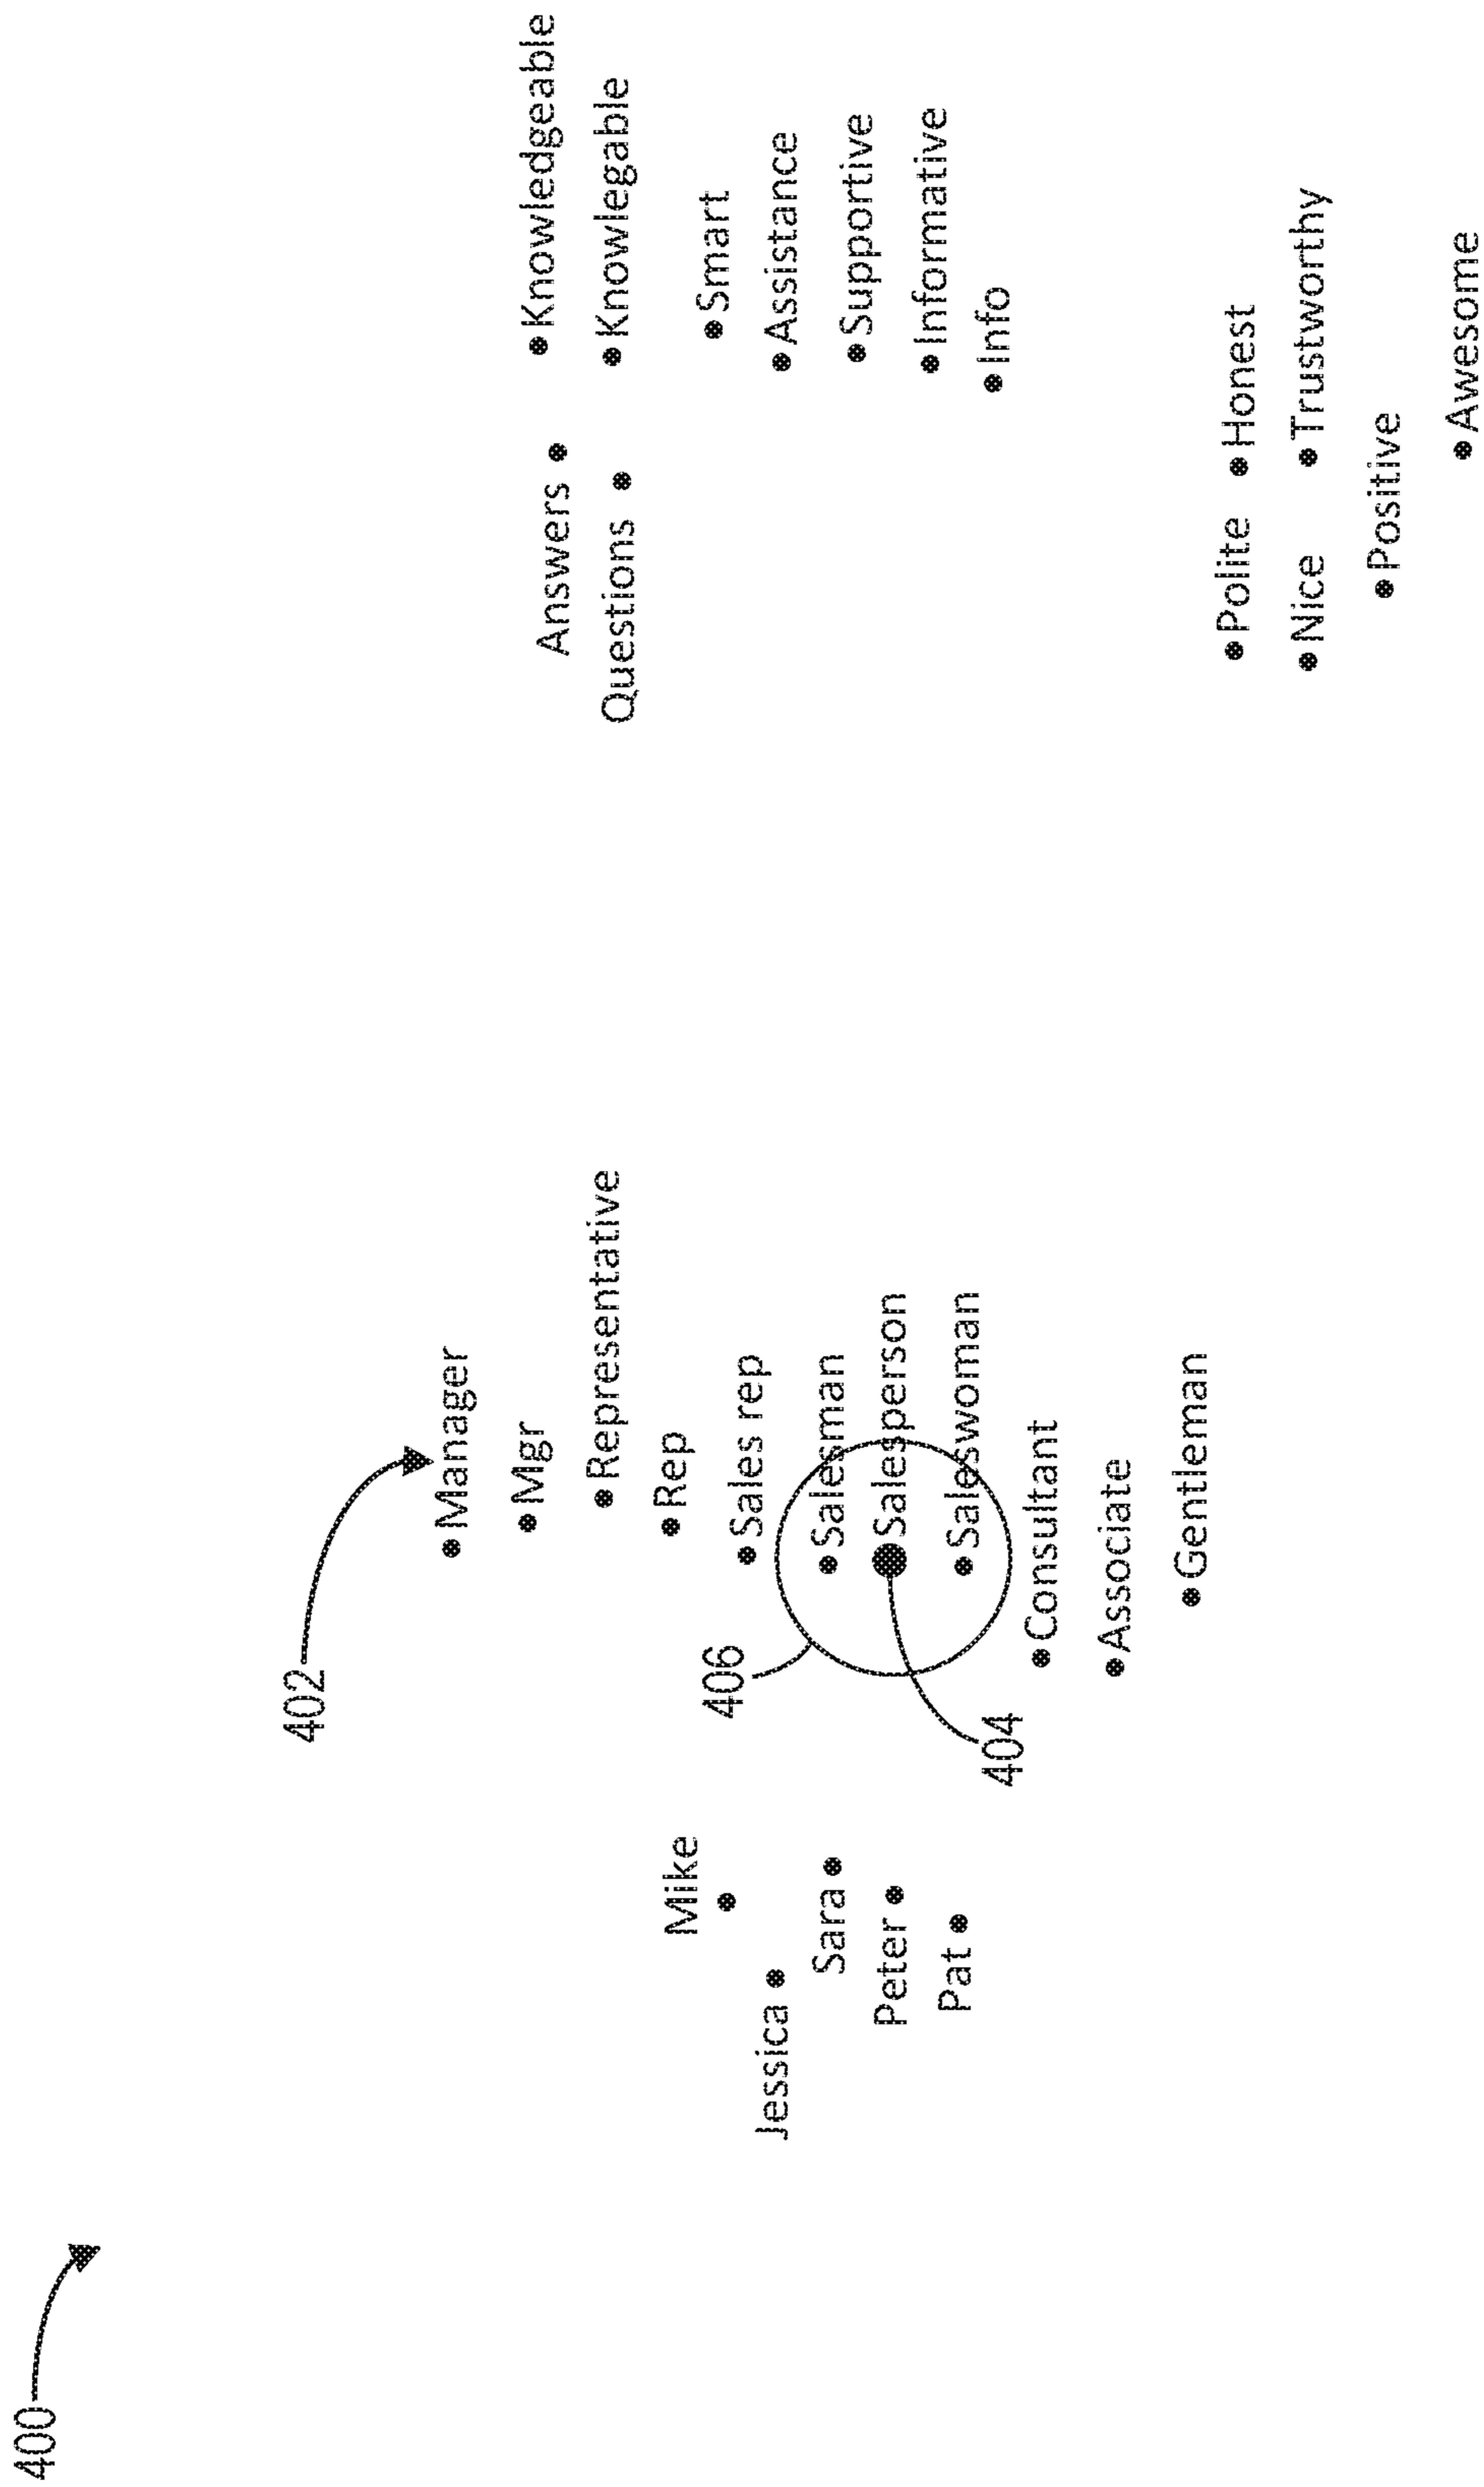 400
402
Manager
Mgr
Representative
Rep
Sales rep
Salesman
Salesperson
Saleswoman
Consultant
Associate
Gentleman
406
404
Mike
Jessica
Sara
Peter
Pat
Answers
Questions
Knowledgeable
Knowlegable
Smart
Assistance
Supportive
Informative
Info
Polite
Honest
Nice
Trustworthy
Positive
Awesome